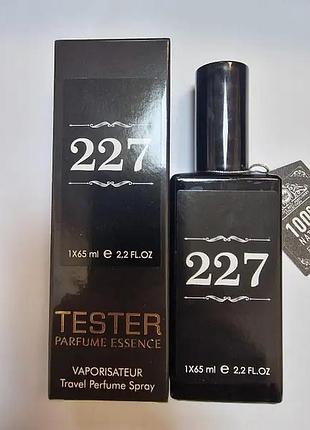 227
1X65 ml e 2,2 FL.OZ
TESTER
PARFUME ESSENCE
VAPORISATEUR
Travel Perfume Spray
227
1X65 ml e 2,2 FL.OZ
100%